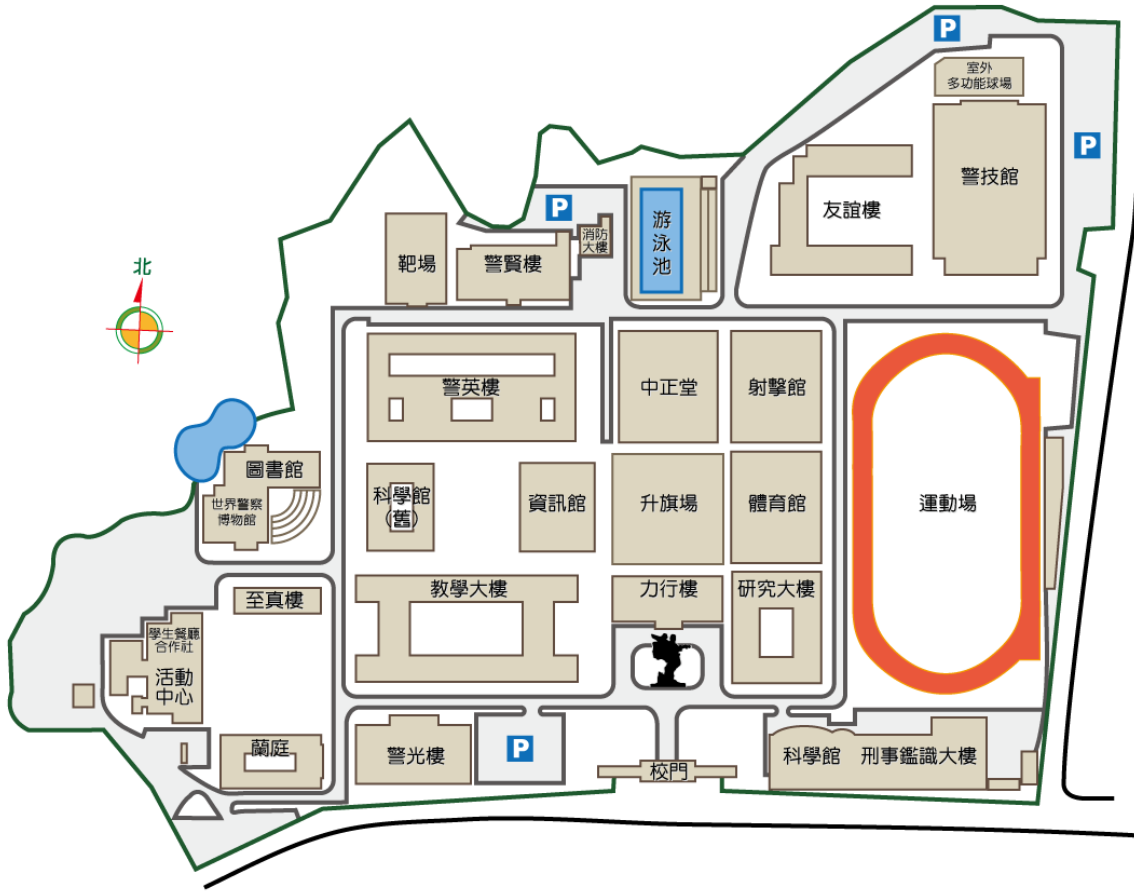 P
室外
多功能球場
P
警技館
友誼樓
P
消防
大樓
游泳池
靶場
警賢樓
北
警英樓
中正堂
射擊館
圖書館
世界警察
博物館
科學館
(舊)
資訊館
升旗場
體育館
運動場
教學大樓
力行樓
研究大樓
至真樓
學生餐廳
合作社
活動
中心
蘭庭
警光樓
P
校門
科學館
刑事鑑識大樓